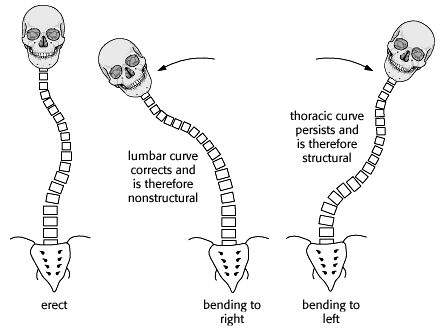 thoracic curve
persists and
is therefore
structural
lumbar curve
corrects and
is therefore
nonstructural
erect
bending to
right
bending to
left